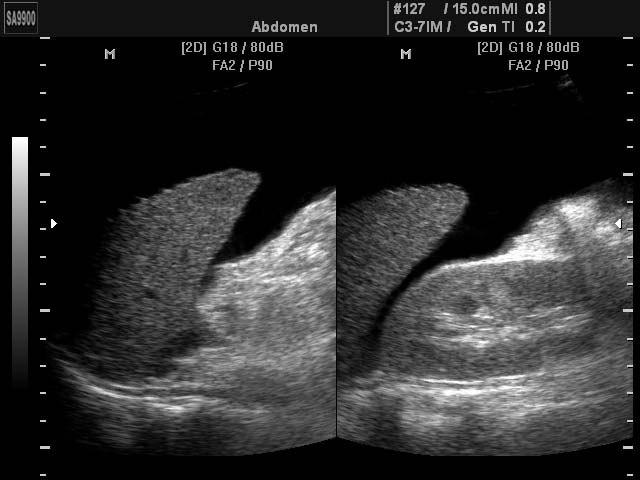 SA9900
Abdomen
#127 / 15.0cm MI 0.8
C3-7IM / Gen TI 0.2
M
[2D] G18 / 80dB
FA2 / P90
M
[2D] G18 / 80dB
FA2 / P90